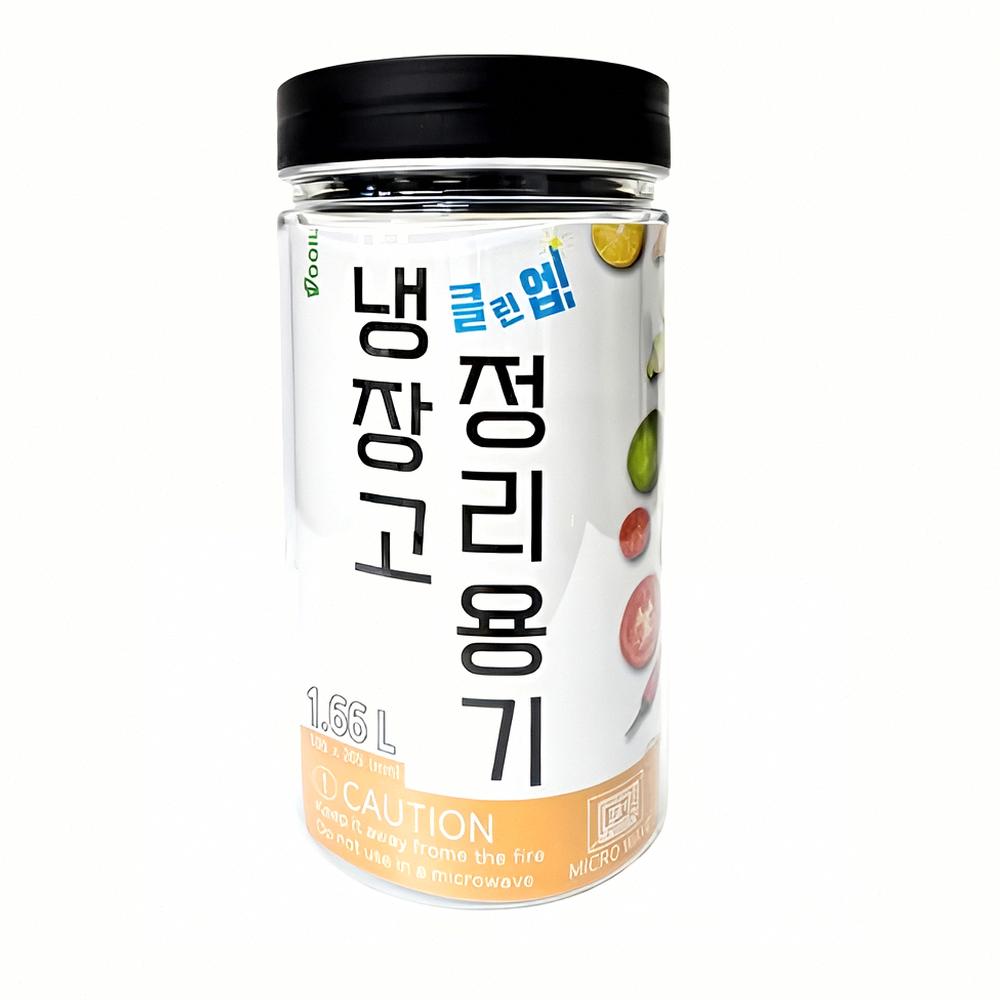 클린업!
냉장고
정리용기
1.66 L
CAUTION
Keep it away frome the fire
Do not use in a microwave
MICRO